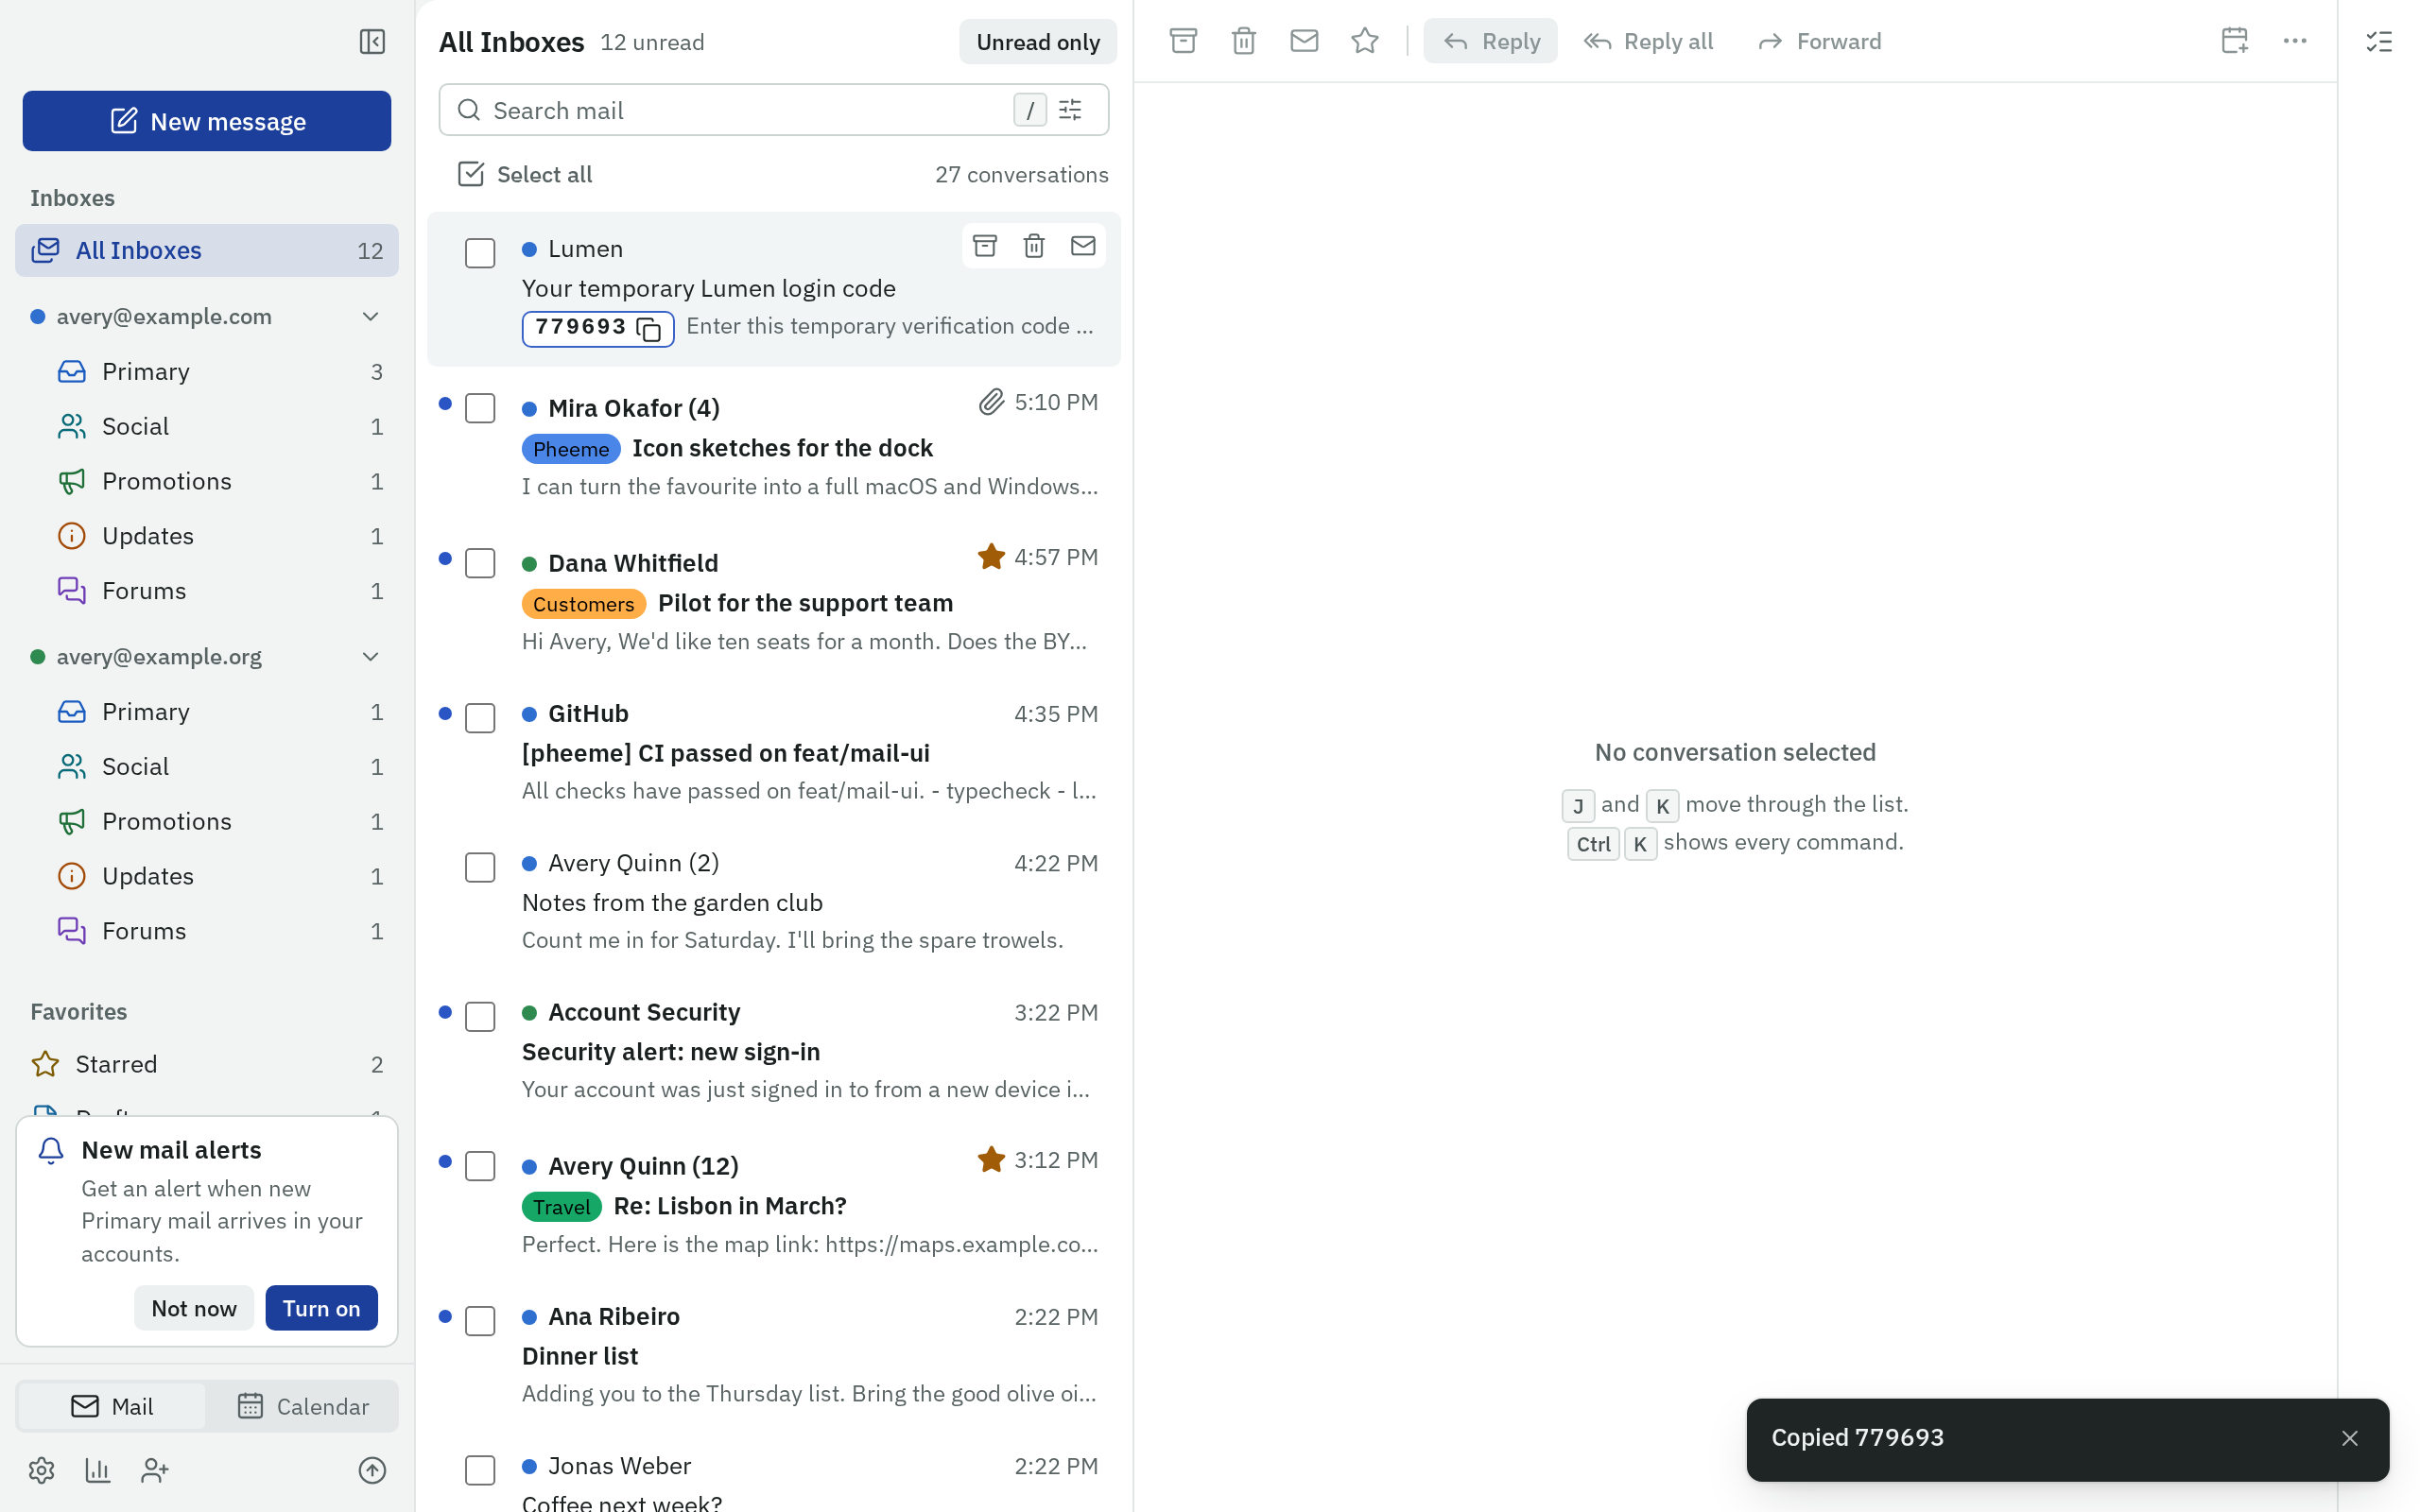 New message
Inboxes
All Inboxes 12
avery@example.com
Primary 3
Social 1
Promotions 1
Updates 1
Forums 1
avery@example.org
Primary 1
Social 1
Promotions 1
Updates 1
Forums 1
Favorites
Starred 2
New mail alerts
Get an alert when new
Primary mail arrives in your
accounts.
Not now Turn on
Mail Calendar
All Inboxes 12 unread Unread only
Search mail /
Select all 27 conversations
Lumen
Your temporary Lumen login code
779693 Enter this temporary verification code ...
Mira Okafor (4) 5:10 PM
Pheeme Icon sketches for the dock
I can turn the favourite into a full macOS and Windows...
Dana Whitfield 4:57 PM
Customers Pilot for the support team
Hi Avery, We'd like ten seats for a month. Does the BY...
GitHub 4:35 PM
[pheeme] CI passed on feat/mail-ui
All checks have passed on feat/mail-ui. - typecheck - l...
Avery Quinn (2) 4:22 PM
Notes from the garden club
Count me in for Saturday. I'll bring the spare trowels.
Account Security 3:22 PM
Security alert: new sign-in
Your account was just signed in to from a new device i...
Avery Quinn (12) 3:12 PM
Travel Re: Lisbon in March?
Perfect. Here is the map link: https://maps.example.co...
Ana Ribeiro 2:22 PM
Dinner list
Adding you to the Thursday list. Bring the good olive oi...
Jonas Weber 2:22 PM
Coffee next week?
Reply Reply all Forward
No conversation selected
J and K move through the list.
Ctrl K shows every command.
Copied 779693